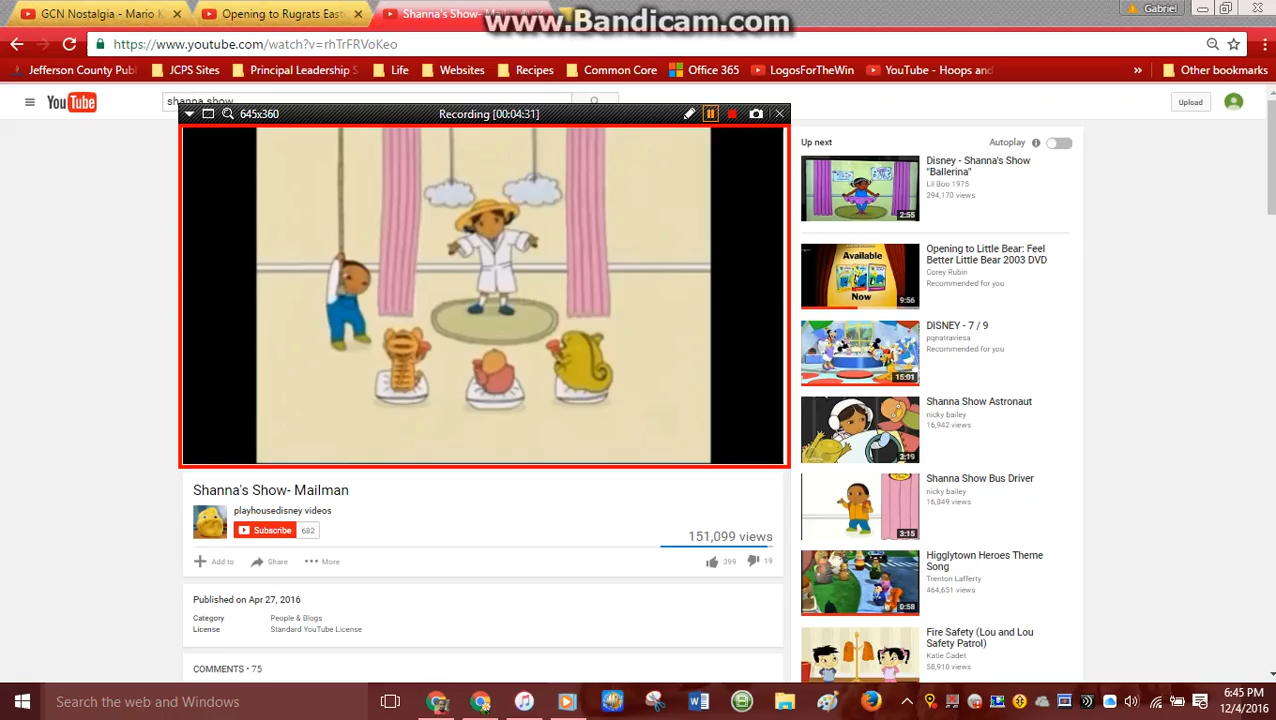 GCN Nostalgia - Mario K
Opening to Rugrats East
Shanna's Show- M
www.Bandicam.com
Gabriel
https://www.youtube.com/watch?v=rhTrFRVoKeo
Jefferson County Publ
JCPS Sites
Principal Leadership S
Life
Websites
Recipes
Common Core
Office 365
LogosForTheWin
YouTube - Hoops and
»
Other bookmarks
YouTube
shanna show
Upload
645x360
Recording [00:04:31]
Up next
Autoplay
Disney - Shanna's Show
"Ballerina"
Lil Boo 1975
294,170 views
2:55
Opening to Little Bear: Feel
Better Little Bear 2003 DVD
Corey Rubin
Recommended for you
Available
Now
9:56
DISNEY - 7 / 9
pqnatraviesa
Recommended for you
15:01
Shanna Show Astronaut
nicky bailey
16,942 views
3:19
Shanna Show Bus Driver
nicky bailey
16,849 views
3:15
Higglytown Heroes Theme
Song
Trenton Lafferty
464,651 views
0:58
Fire Safety (Lou and Lou
Safety Patrol)
Katie Cadet
58,910 views
Shanna's Show- Mailman
playhousedisney videos
Subscribe
682
151,099 views
Add to
Share
More
399
19
Published on Apr 27, 2016
Category
People & Blogs
License
Standard YouTube License
COMMENTS • 75
Search the web and Windows
6:45 PM
12/4/2016